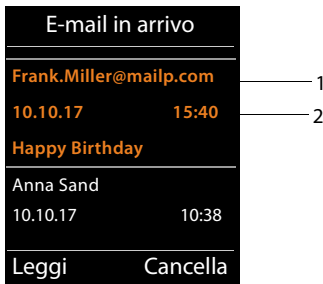 E-mail in arrivo
Frank.Miller@mailp.com 1
10.10.17 15:40 2
Happy Birthday
Anna Sand
10.10.17 10:38
Leggi Cancella